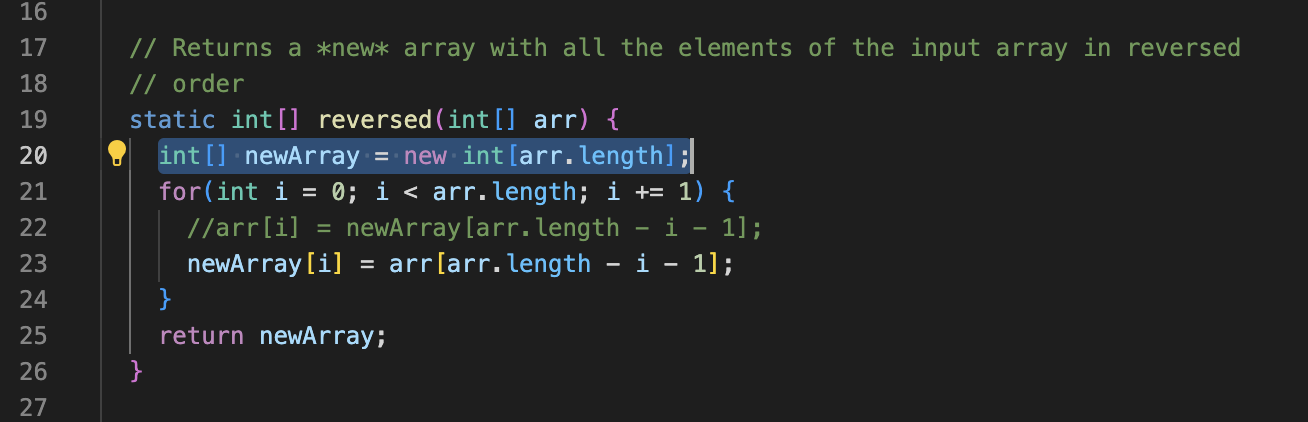 16
17 // Returns a *new* array with all the elements of the input array in reversed
18 // order
19 static int[] reversed(int[] arr) {
20 int[] newArray = new int[arr.length];
21 for(int i = 0; i < arr.length; i += 1) {
22 //arr[i] = newArray[arr.length - i - 1];
23 newArray[i] = arr[arr.length - i - 1];
24 }
25 return newArray;
26 }
27